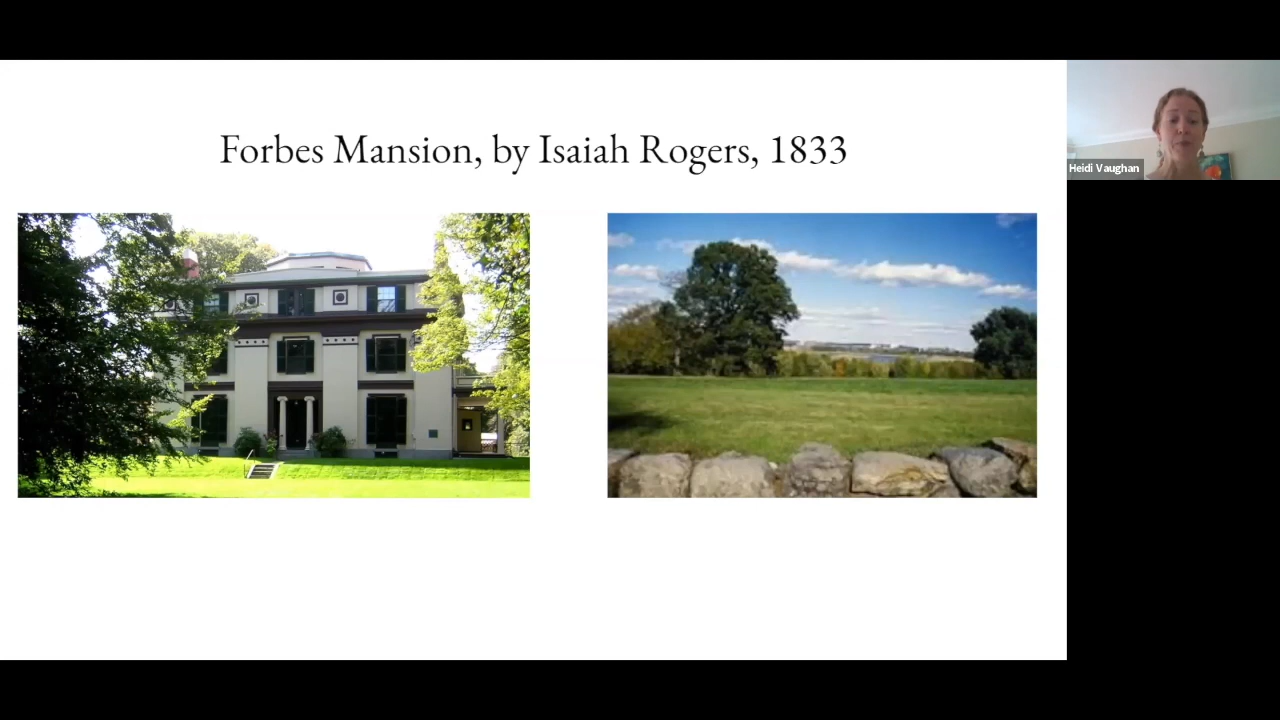 Forbes Mansion, by Isaiah Rogers, 1833
Heidi Vaughan